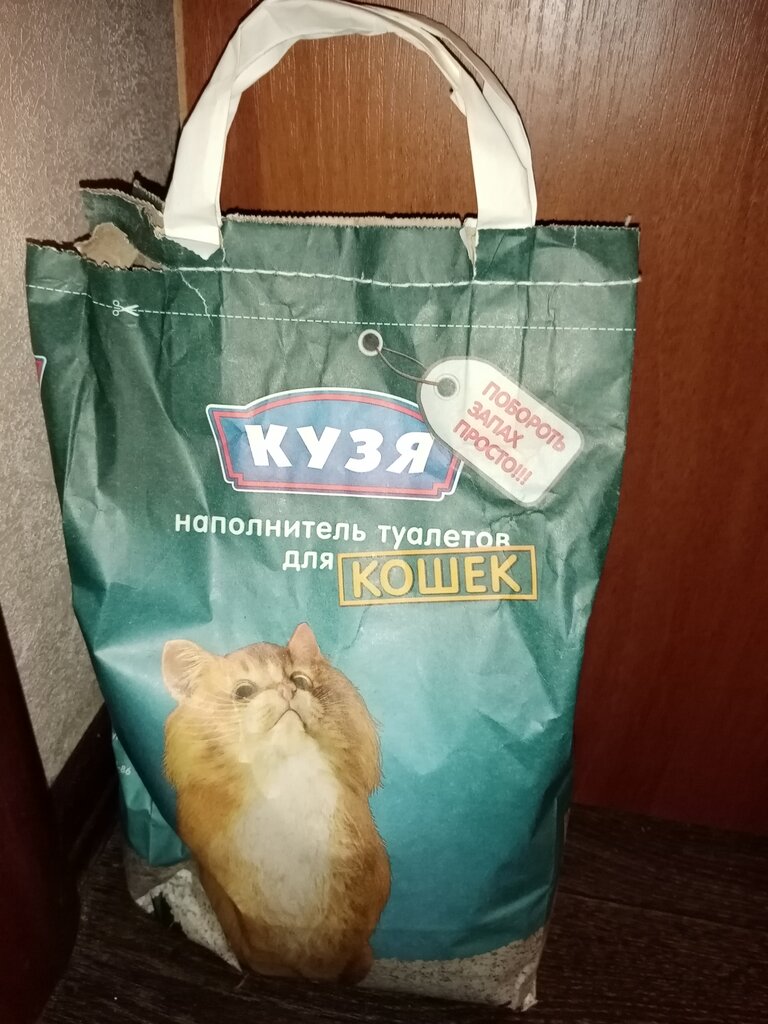 ПОБОРОТЬ
ЗАПАХ
ПРОСТО!!!
КУЗЯ
наполнитель туалетов
для КОШЕК